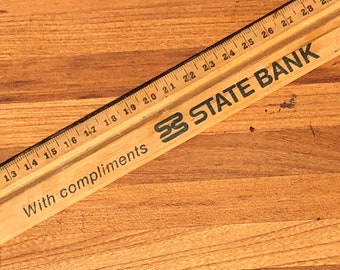 13 14 15 16 17 18 19 20 21 22 23 24 25 26 27 28
With compliments STATE BANK